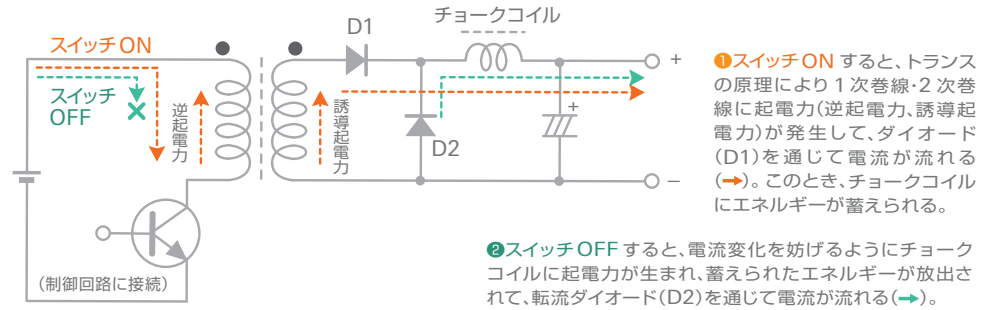 チョークコイル
D1
スイッチON
スイッチ
OFF
逆起電力
誘導起電力
D2
+
+
−
(制御回路に接続)
❶スイッチONすると、トランス
の原理により1次巻線・2次巻
線に起電力(逆起電力、誘導起
電力)が発生して、ダイオード
(D1)を通じて電流が流れる
(→)。このとき、チョークコイル
にエネルギーが蓄えられる。
❷スイッチOFFすると、電流変化を妨げるようにチョーク
コイルに起電力が生まれ、蓄えられたエネルギーが放出さ
れて、転流ダイオード(D2)を通じて電流が流れる(→)。